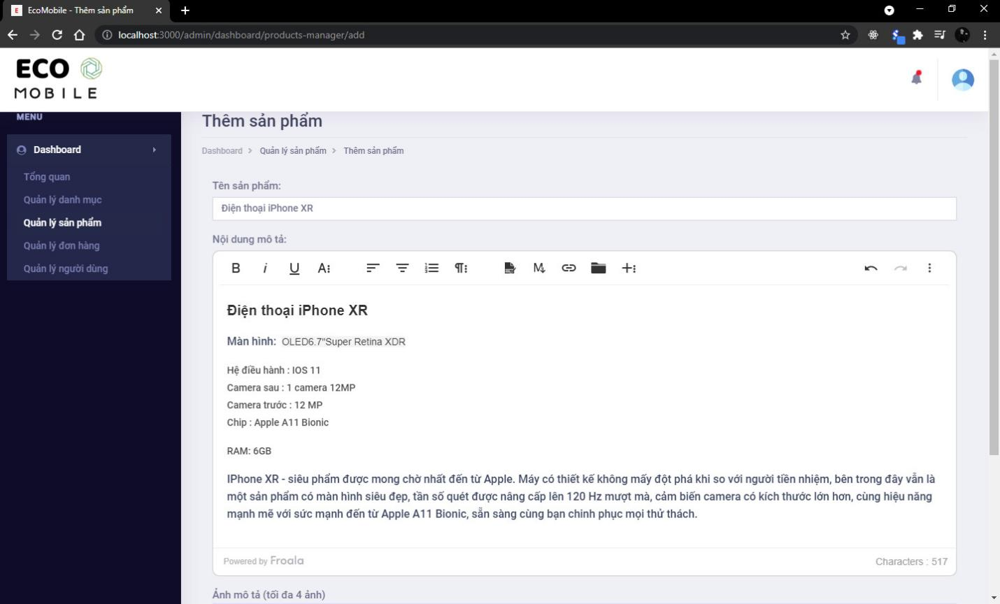 EcoMobile - Thêm sản phẩm
localhost:3000/admin/dashboard/products-manager/add
ECO
MOBILE
MENU
Dashboard
Tổng quan
Quản lý danh mục
Quản lý sản phẩm
Quản lý đơn hàng
Quản lý người dùng
Thêm sản phẩm
Dashboard > Quản lý sản phẩm > Thêm sản phẩm
Tên sản phẩm:
Điện thoại iPhone XR
Nội dung mô tả:
Điện thoại iPhone XR
Màn hình: OLED6.7"Super Retina XDR
Hệ điều hành : IOS 11
Camera sau : 1 camera 12MP
Camera trước : 12 MP
Chip : Apple A11 Bionic
RAM: 6GB
IPhone XR - siêu phẩm được mong chờ nhất đến từ Apple. Máy có thiết kế không mấy đột phá khi so với người tiền nhiệm, bên trong đây vẫn là
một sản phẩm có màn hình siêu đẹp, tần số quét được nâng cấp lên 120 Hz mượt mà, cảm biến camera có kích thước lớn hơn, cùng hiệu năng
mạnh mẽ với sức mạnh đến từ Apple A11 Bionic, sẵn sàng cùng bạn chinh phục mọi thử thách.
Powered by Froala
Characters : 517
Ảnh mô tả (tối đa 4 ảnh)